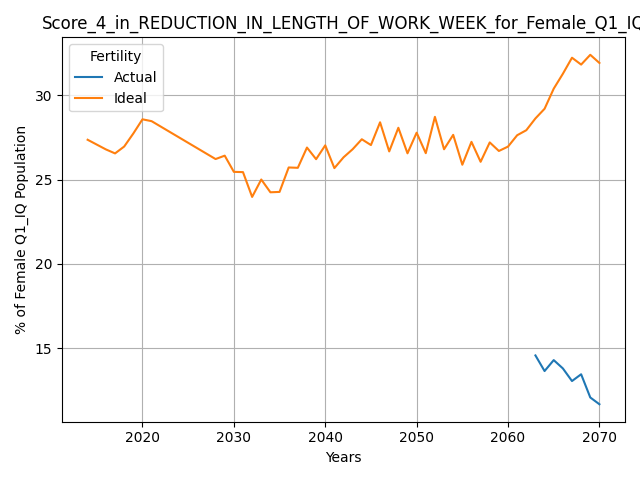 Score_4_in_REDUCTION_IN_LENGTH_OF_WORK_WEEK_for_Female_Q1_IQ
Fertility
Actual
Ideal
% of Female Q1_IQ Population
30
25
20
15
2020 2030 2040 2050 2060 2070
Years